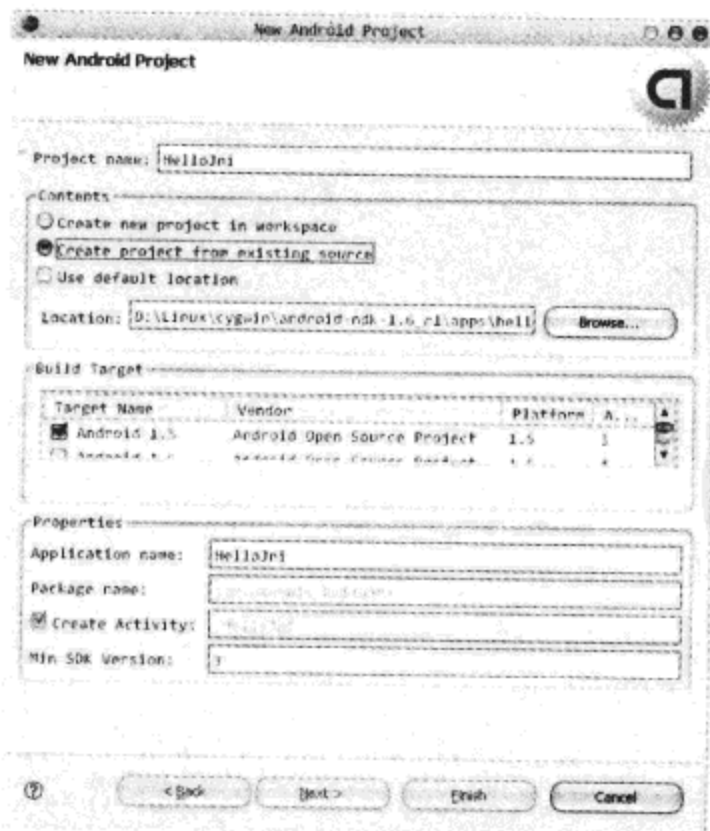 New Android Project
New Android Project
Project name: HelloJni
Contents
Create new project in workspace
Create project from existing source
Use default location
Location: D:\Linux\cygwin\android-ndk-1.6_r1\apps\hell Browse...
Build Target
Target Name Vendor Platform A...
Android 1.5 Android Open Source Project 1.5 3
Properties
Application name: HelloJni
Package name:
Create Activity:
Min SDK Version: 3
< Back Next > Finish Cancel